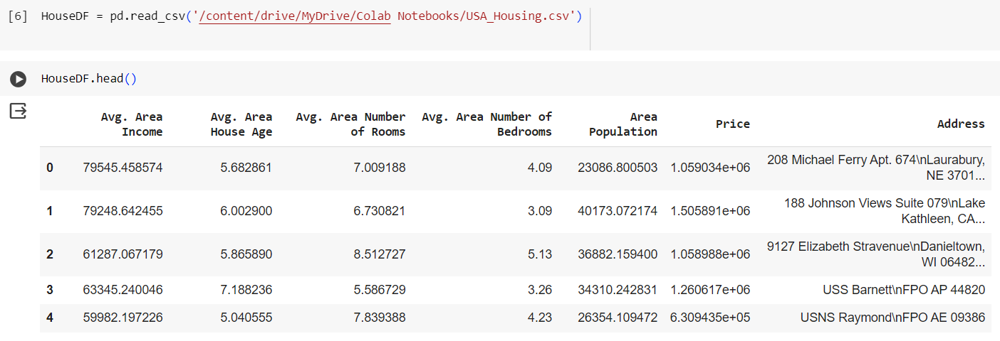 [6] HouseDF = pd.read_csv('/content/drive/MyDrive/Colab Notebooks/USA_Housing.csv')
HouseDF.head()
Avg. Area Income Avg. Area House Age Avg. Area Number of Rooms Avg. Area Number of Bedrooms Area Population Price Address
0 79545.458574 5.682861 7.009188 4.09 23086.800503 1.059034e+06 208 Michael Ferry Apt. 674\nLaurabury, NE 3701...
1 79248.642455 6.002900 6.730821 3.09 40173.072174 1.505891e+06 188 Johnson Views Suite 079\nLake Kathleen, CA...
2 61287.067179 5.865890 8.512727 5.13 36882.159400 1.058988e+06 9127 Elizabeth Stravenue\nDanieltown, WI 06482...
3 63345.240046 7.188236 5.586729 3.26 34310.242831 1.260617e+06 USS Barnett\nFPO AP 44820
4 59982.197226 5.040555 7.839388 4.23 26354.109472 6.309435e+05 USNS Raymond\nFPO AE 09386